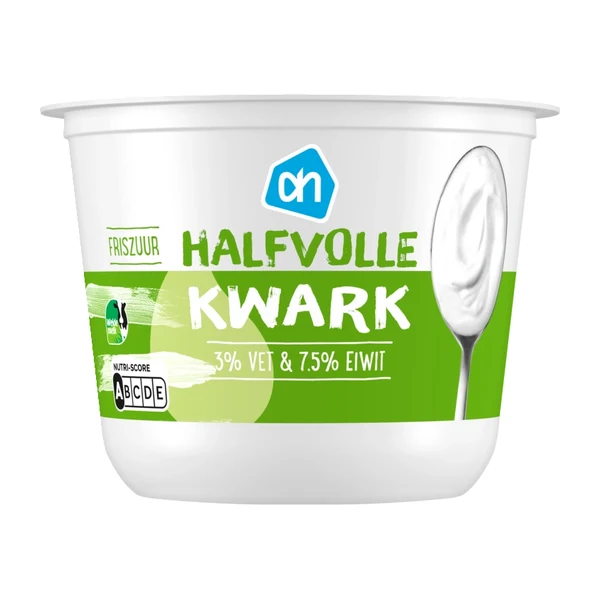 ah
FRISZUUR
HALFVOLLE
KWARK
3% VET & 7.5% EIWIT
NUTRI-SCORE
ABCDE